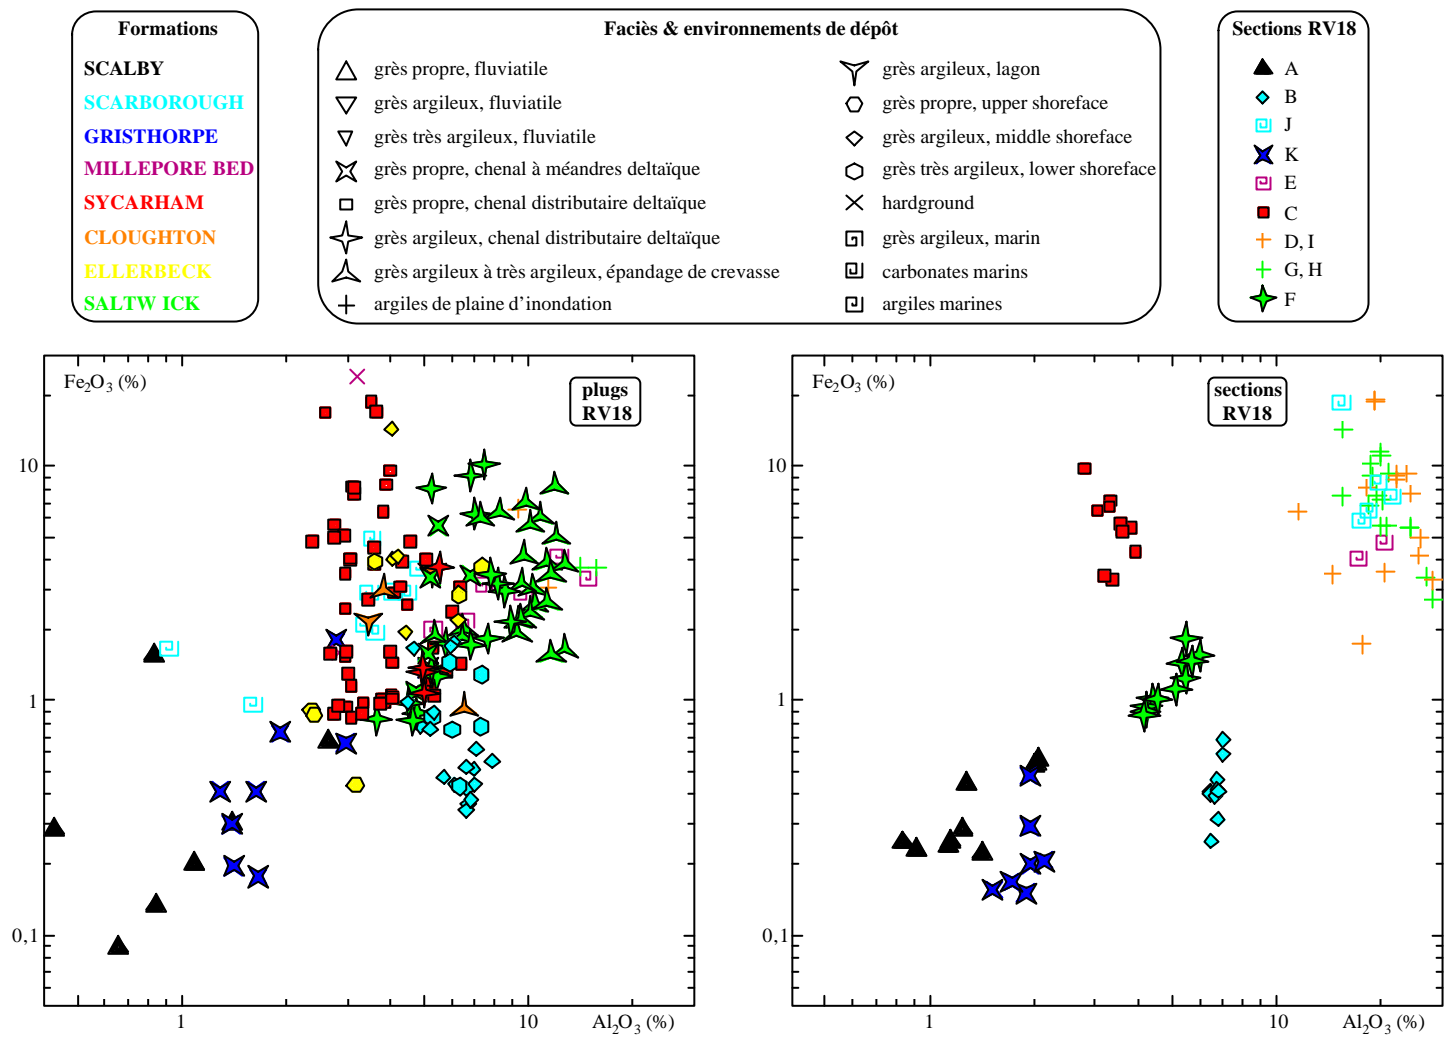 Formations
SCALBY
SCARBOROUGH
GRISTHORPE
MILLEPORE BED
SYCARHAM
CLOUGHTON
ELLERBECK
SALTW ICK
Faciès & environnements de dépôt
grès propre, fluviatile
grès argileux, fluviatile
grès très argileux, fluviatile
grès propre, chenal à méandres deltaïque
grès propre, chenal distributaire deltaïque
grès argileux, chenal distributaire deltaïque
grès argileux à très argileux, épandage de crevasse
argiles de plaine d'inondation
grès argileux, lagon
grès propre, upper shoreface
grès argileux, middle shoreface
grès très argileux, lower shoreface
hardground
grès argileux, marin
carbonates marins
argiles marines
Sections RV18
A
B
J
K
E
C
D, I
G, H
F
Fe2O3 (%)
plugs
RV18
10
1
0,1
1
10
Al2O3 (%)
Fe2O3 (%)
sections
RV18
10
1
0,1
1
10
Al2O3 (%)